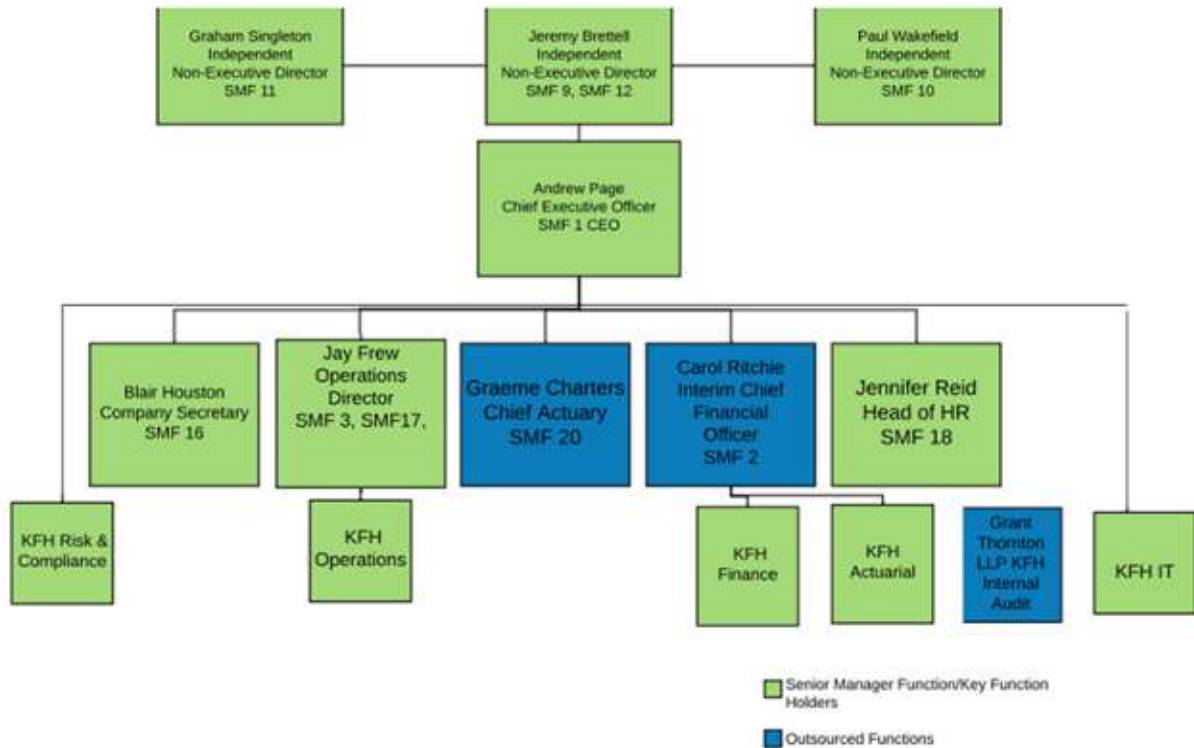 Graham Singleton
Independent
Non-Executive Director
SMF 11
Jeremy Brettell
Independent
Non-Executive Director
SMF 9, SMF 12
Paul Wakefield
Independent
Non-Executive Director
SMF 10
Andrew Page
Chief Executive Officer
SMF 1 CEO
Blair Houston
Company Secretary
SMF 16
Jay Frew
Operations
Director
SMF 3, SMF17,
Graeme Charters
Chief Actuary
SMF 20
Carol Ritchie
Interim Chief
Financial
Officer
SMF 2
Jennifer Reid
Head of HR
SMF 18
KFH Risk &
Compliance
KFH
Operations
KFH
Finance
KFH
Actuarial
Grant
Thornton
LLP KFH
Internal
Audit
KFH IT
Senior Manager Function/Key Function
Holders
Outsourced Functions